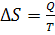 ΔS = Q/T